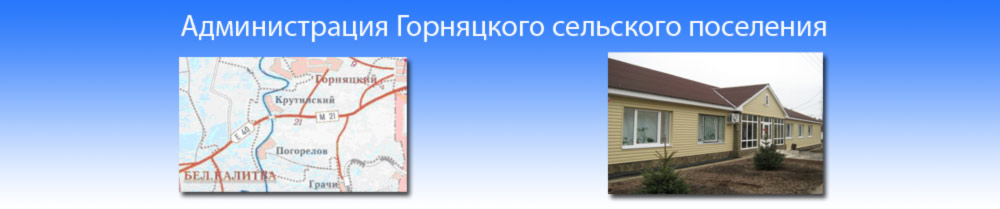 Администрация Горняцкого сельского поселения
Горняцкий
Крутинский
М 21
21
Е 40
Погорелов
БЕЛ.КАЛИТВА
Грачи